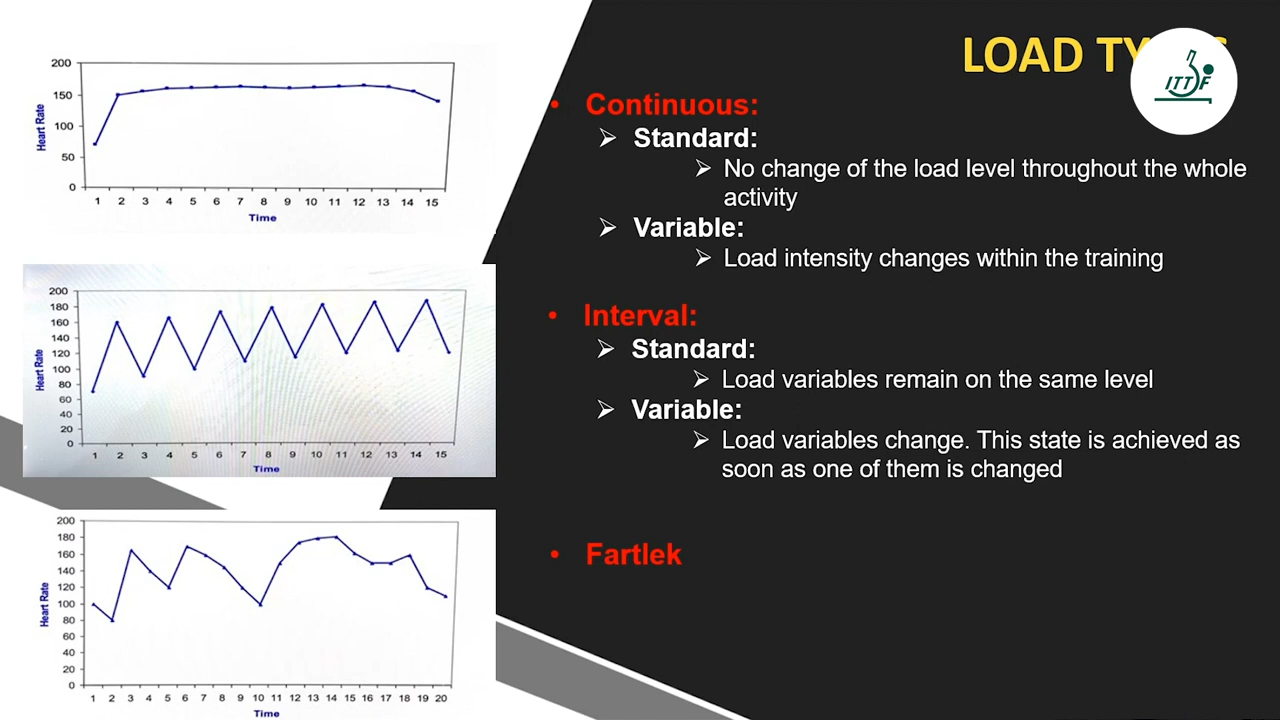 LOAD
ITTF
Continuous:
Standard:
No change of the load level throughout the whole
activity
Variable:
Load intensity changes within the training
Interval:
Standard:
Load variables remain on the same level
Variable:
Load variables change. This state is achieved as
soon as one of them is changed
Fartlek
200
150
100
50
0
Heart Rate
1 2 3 4 5 6 7 8 9 10 11 12 13 14 15
Time
200
180
160
140
120
100
80
60
40
20
0
Heart Rate
1 2 3 4 5 6 7 8 9 10 11 12 13 14 15
Time
200
180
160
140
120
100
80
60
40
20
0
Heart Rate
1 2 3 4 5 6 7 8 9 10 11 12 13 14 15 16 17 18 19 20
Time